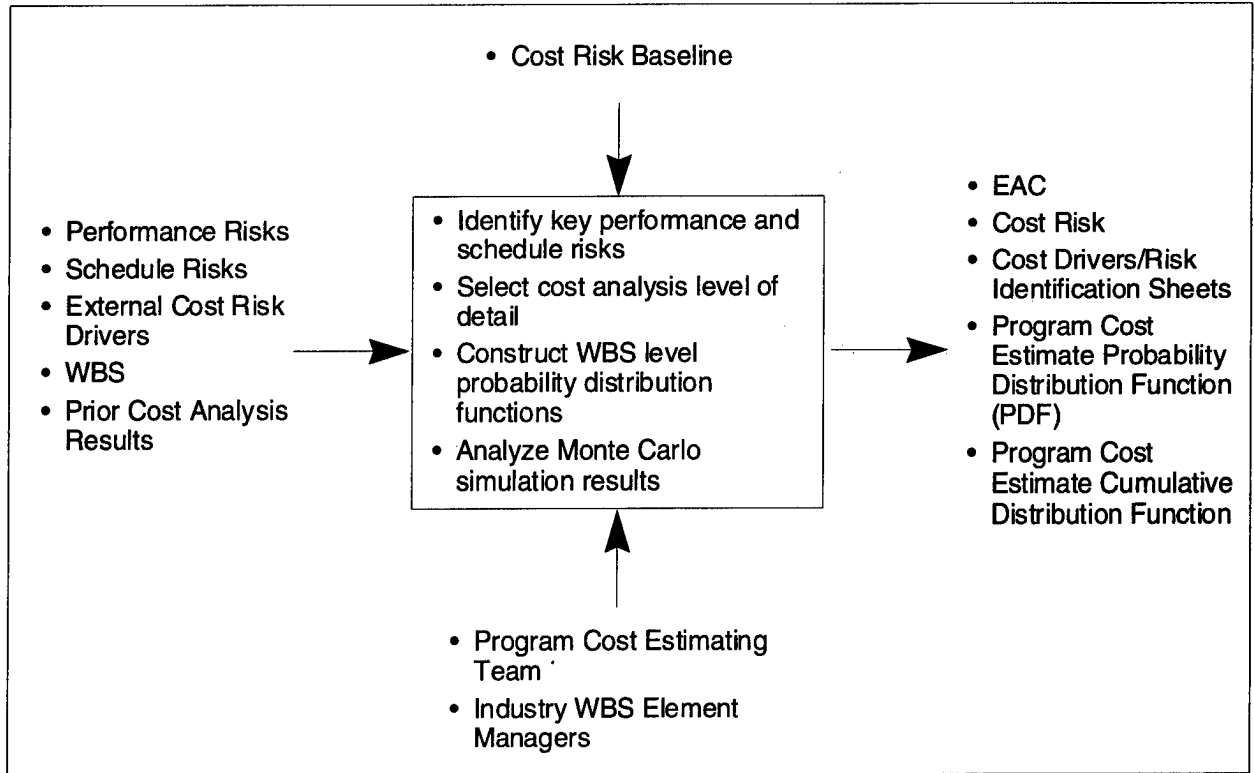 • Cost Risk Baseline
• Performance Risks
• Schedule Risks
• External Cost Risk
Drivers
• WBS
• Prior Cost Analysis
Results
• Identify key performance and
schedule risks
• Select cost analysis level of
detail
• Construct WBS level
probability distribution
functions
• Analyze Monte Carlo
simulation results
• EAC
• Cost Risk
• Cost Drivers/Risk
Identification Sheets
• Program Cost
Estimate Probability
Distribution Function
(PDF)
• Program Cost
Estimate Cumulative
Distribution Function
• Program Cost Estimating
Team
• Industry WBS Element
Managers